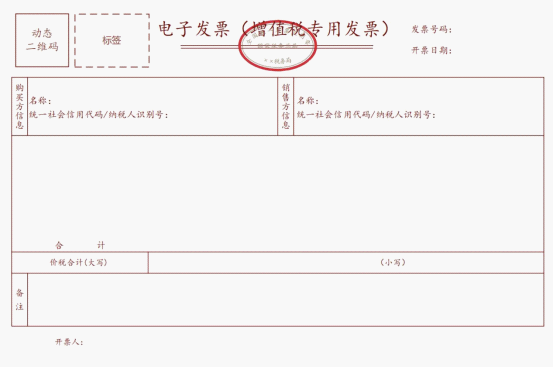 动态
二维码
标签
电子发票（增值税专用发票）
发票号码：
开票日期：
购买方信息
名称：
统一社会信用代码/纳税人识别号：
销售方信息
名称：
统一社会信用代码/纳税人识别号：
合 计
价税合计(大写)
（小写）
备注
开票人：